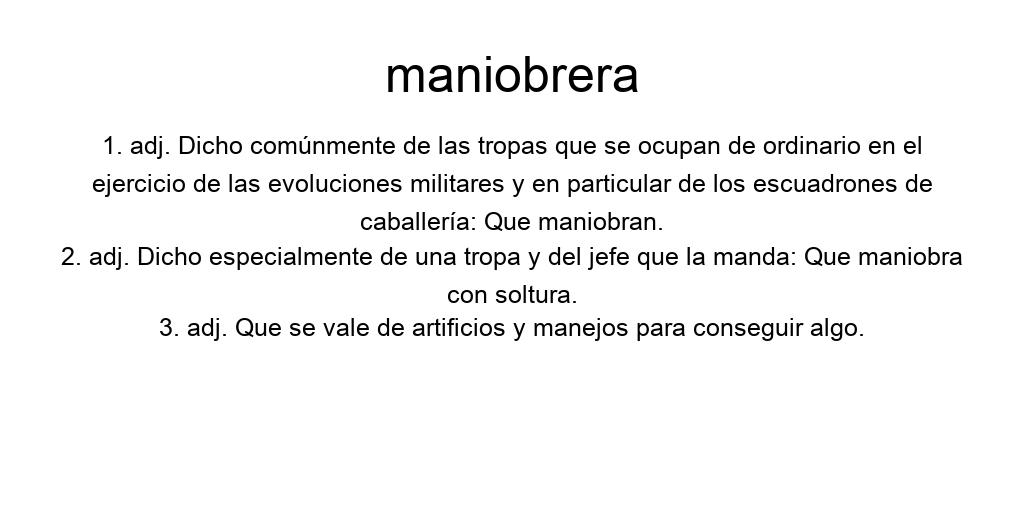 maniobrera
1. adj. Dicho comúnmente de las tropas que se ocupan de ordinario en el
ejercicio de las evoluciones militares y en particular de los escuadrones de
caballería: Que maniobran.
2. adj. Dicho especialmente de una tropa y del jefe que la manda: Que maniobra
con soltura.
3. adj. Que se vale de artificios y manejos para conseguir algo.